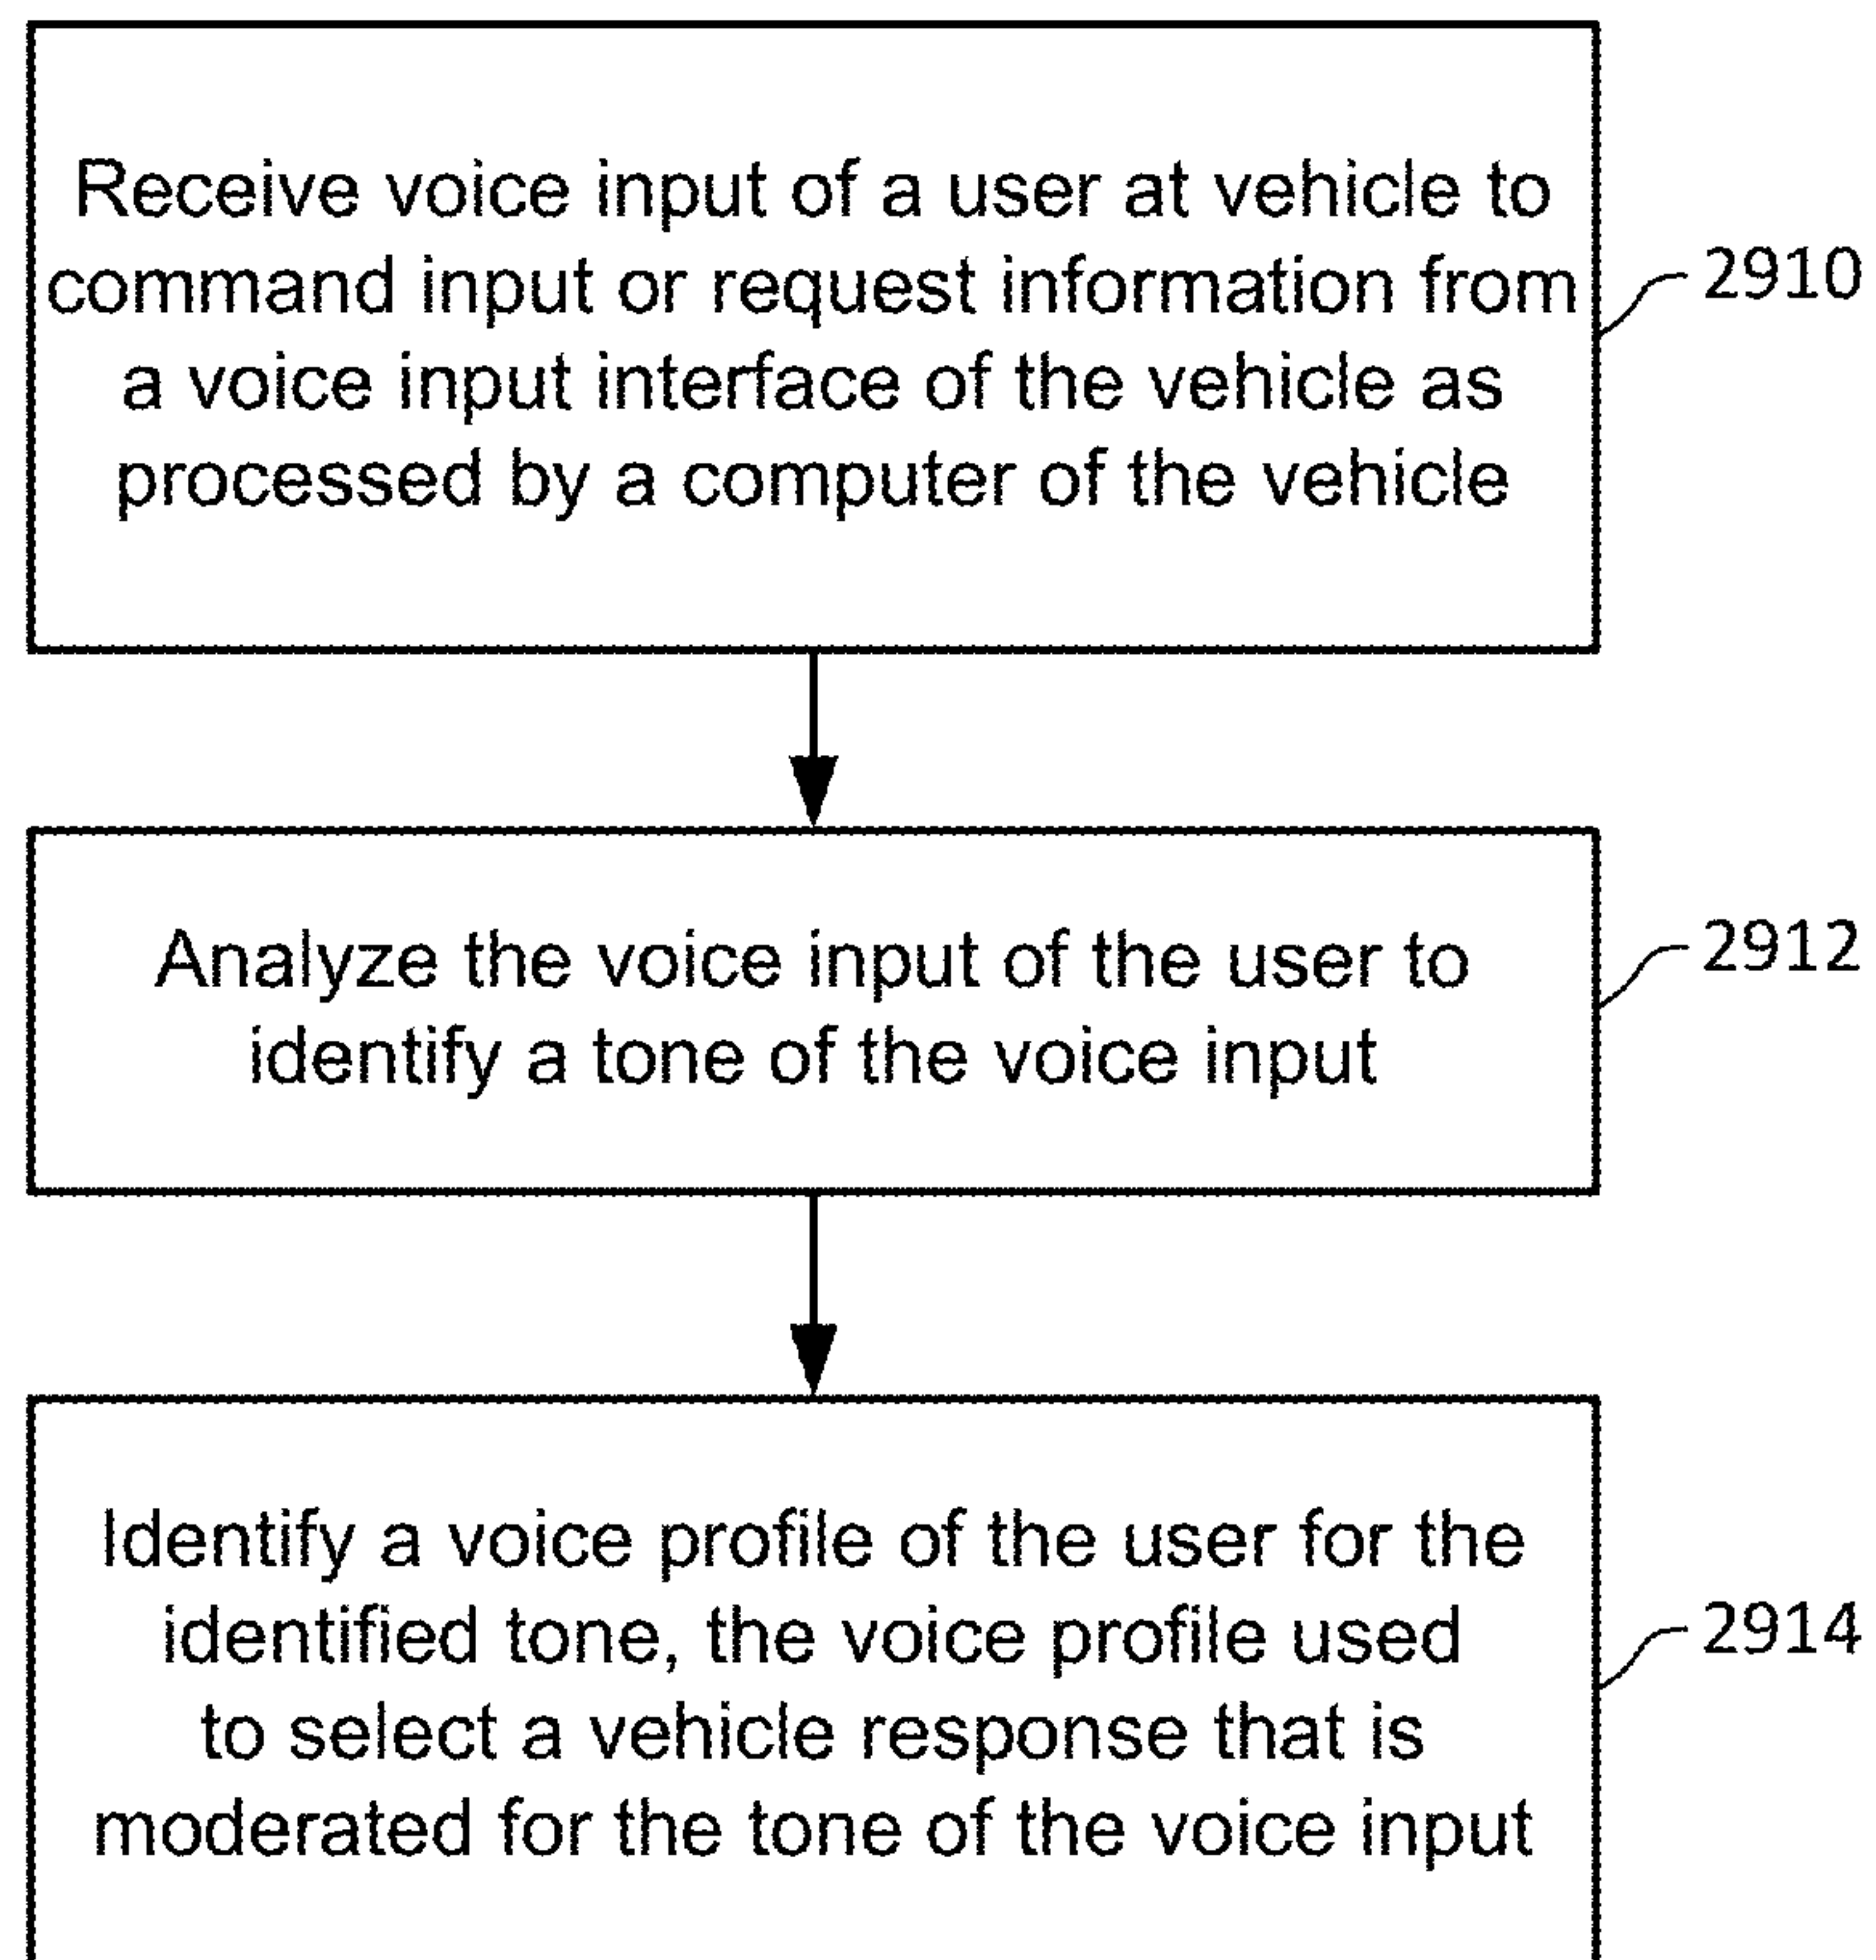 Receive voice input of a user at vehicle to
command input or request information from
a voice input interface of the vehicle as
processed by a computer of the vehicle
2910
Analyze the voice input of the user to
identify a tone of the voice input
2912
Identify a voice profile of the user for the
identified tone, the voice profile used
to select a vehicle response that is
moderated for the tone of the voice input
2914